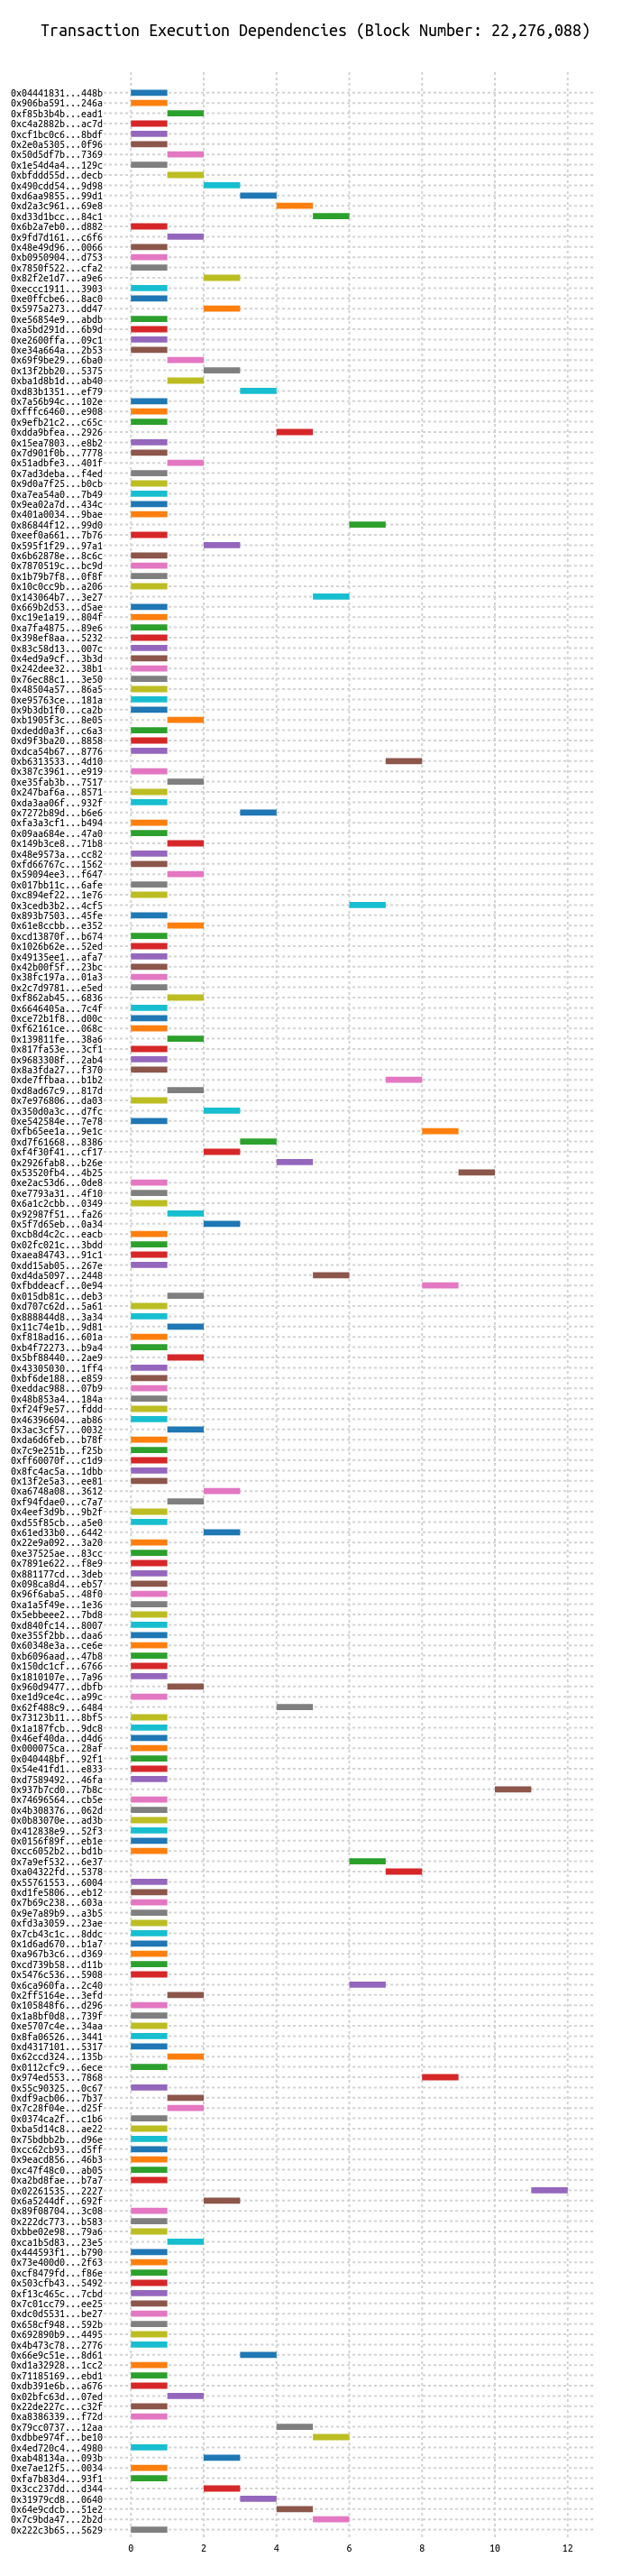 Transaction Execution Dependencies (Block Number: 22,276,088)
0x04441831...448b
0x906ba591...246a
0xf85b3b4b...ead1
0xc4a2882b...ac7d
0xcf1bc0c6...8bdf
0x2e0a5305...0f96
0x50d5df7b...7369
0x1e54d4a4...129c
0xbfddd55d...decb
0x490cdd54...9d98
0xd6aa9855...99d1
0xd2a3c961...69e8
0xd33d1bcc...84c1
0x6b2a7eb0...d882
0x9fd7d161...c6f6
0x48e49d96...0066
0xb0950904...d753
0x7850f522...cfa2
0x82f2e1d7...a9e6
0xeccc1911...3903
0xe0ffcbe6...8ac0
0x5975a273...dd47
0xe56854e9...abdb
0xa5bd291d...6b9d
0xe2600ffa...09c1
0xe34a664a...2b53
0x69f9be29...6ba0
0x13f2bb20...5375
0xba1d8b1d...ab40
0xd83b1351...ef79
0x7a56b94c...102e
0xfffc6460...e908
0x9efb21c2...c65c
0xdda9bfea...2926
0x15ea7803...e8b2
0x7d901f0b...7778
0x51adbfe3...401f
0x7ad3deba...f4ed
0x9d0a7f25...b0cb
0xa7ea54a0...7b49
0x9ea02a7d...434c
0x401a0034...9bae
0x86844f12...99d0
0xeef0a661...7b76
0x595f1f29...97a1
0x6b62878e...8c6c
0x7870519c...bc9d
0x1b79b7f8...0f8f
0x10c0cc9b...a206
0x143064b7...3e27
0x669b2d53...d5ae
0xc19e1a19...804f
0xa7fa4875...89e6
0x398ef8aa...5232
0x83c58d13...007c
0x4ed9a9cf...3b3d
0x242dee32...38b1
0x76ec88c1...3e50
0x48504a57...86a5
0xe95763ce...181a
0x9b3db1f0...ca2b
0xb1905f3c...8e05
0xdedd0a3f...c6a3
0xd9f3ba20...8858
0xdca54b67...8776
0xb6313533...4d10
0x387c3961...e919
0xe35fab3b...7517
0x247baf6a...8571
0xda3aa06f...932f
0x7272b89d...b6e6
0xfa3a3cf1...b494
0x09aa684e...47a0
0x149b3ce8...71b8
0x48e9573a...cc82
0xfd66767c...1562
0x59094ee3...f647
0x017bb11c...6afe
0xc894ef22...1e76
0x3cedb3b2...4cf5
0x893b7503...45fe
0x61e8ccbb...e352
0xcd13870f...b674
0x1026b62e...52ed
0x49135ee1...afa7
0x42b00f5f...23bc
0x38fc197a...01a3
0x2c7d9781...e5ed
0xf862ab45...6836
0x6646405a...7c4f
0xce72b1f8...d00c
0xf62161ce...068c
0x139811fe...38a6
0x817fa53e...3cf1
0x9683308f...2ab4
0x8a3fda27...f370
0xde7ffbaa...b1b2
0xd8ad67c9...817d
0x7e976806...da03
0x350d0a3c...d7fc
0xe542584e...7e78
0xfb65ee1a...9e1c
0xd7f61668...8386
0xf4f30f41...cf17
0x2926fab8...b26e
0x53520fb4...4b25
0xe2ac53d6...0de8
0xe7793a31...4f10
0x6a1c2cbb...0349
0x92987f51...fa26
0x5f7d65eb...0a34
0xcb8d4c2c...eacb
0x02fc021c...3bdd
0xaea84743...91c1
0xdd15ab05...267e
0xd4da5097...2448
0xfbddeacf...0e94
0x015db81c...deb3
0xd707c62d...5a61
0x888844d8...3a34
0x11c74e1b...9d81
0xf818ad16...601a
0xb4f72273...b9a4
0x5bf88440...2ae9
0x43305030...1ff4
0xbf6de188...e859
0xeddac988...07b9
0x48b853a4...184a
0xf24f9e57...fddd
0x46396604...ab86
0x3ac3cf57...0032
0xda6d6feb...b78f
0x7c9e251b...f25b
0xff60070f...c1d9
0x8fc4ac5a...1dbb
0x13f2e5a3...ee81
0xa6748a08...3612
0xf94fdae0...c7a7
0x4eef3d9b...9b2f
0xd55f85cb...a5e0
0x61ed33b0...6442
0x22e9a092...3a20
0xe37525ae...83cc
0x7891e622...f8e9
0x881177cd...3deb
0x098ca8d4...eb57
0x96f6aba5...48f0
0xa1a5f49e...1e36
0x5ebbeee2...7bd8
0xd840fc14...8007
0xe355f2bb...daa6
0x60348e3a...ce6e
0xb6096aad...47b8
0x150dc1cf...6766
0x1810107e...7a96
0x960d9477...dbfb
0xe1d9ce4c...a99c
0x62f488c9...6484
0x73123b11...8bf5
0x1a187fcb...9dc8
0x46ef40da...d4d6
0x000075ca...28af
0x040448bf...92f1
0x54e41fd1...e833
0xd7589492...46fa
0x937b7cd0...7b8c
0x74696564...cb5e
0x4b308376...062d
0x0b83070e...ad3b
0x412838e9...52f3
0x0156f89f...eb1e
0xcc6052b2...bd1b
0x7a9ef532...6e37
0xa04322fd...5378
0x55761553...6004
0xd1fe5806...eb12
0x7b69c238...603a
0x9e7a89b9...a3b5
0xfd3a3059...23ae
0x7cb43c1c...8ddc
0x1d6ad670...b1a7
0xa967b3c6...d369
0xcd739b58...d11b
0x5476c536...5908
0x6ca960fa...2c40
0x2ff5164e...3efd
0x105848f6...d296
0x1a8bf0d8...739f
0xe5707c4e...34aa
0x8fa06526...3441
0xd4317101...5317
0x62ccd324...135b
0x0112cfc9...6ece
0x974ed553...7868
0x55c90325...0c67
0xdf9acb06...7b37
0x7c28f04e...d25f
0x0374ca2f...c1b6
0xba5d14c8...ae22
0x75bdbb2b...d96e
0xcc62cb93...d5ff
0x9eacd856...46b3
0xc47f48c0...ab05
0xa2bd8fae...b7a7
0x02261535...2227
0x6a5244df...692f
0x89f08704...3c08
0x222dc773...b583
0xbbe02e98...79a6
0xca1b5d83...23e5
0x444593f1...b790
0x73e400d0...2f63
0xcf8479fd...f86e
0x503cfb43...5492
0xf13c465c...7cbd
0x7c01cc79...ee25
0xdc0d5531...be27
0x658cf948...592b
0x692890b9...4495
0x4b473c78...2776
0x66e9c51e...8d61
0xd1a32928...1cc2
0x71185169...ebd1
0xdb391e6b...a676
0x02bfc63d...07ed
0x22de227c...c32f
0xa8386339...f72d
0x79cc0737...12aa
0xdbbe974f...be10
0x4ed720c4...4980
0xab48134a...093b
0xe7ae12f5...0034
0xfa7b83d4...93f1
0x3cc237dd...d344
0x31979cd8...0640
0x64e9cdcb...51e2
0x7c9bda47...2b2d
0x222c3b65...5629
0 2 4 6 8 10 12